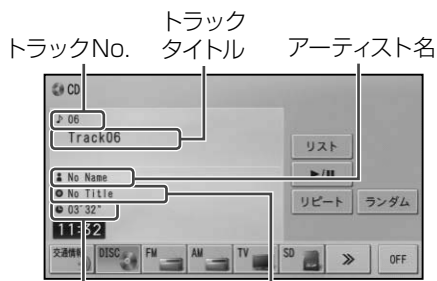 トラック
トラックNo. タイトル アーティスト名
CD
♪ 06
Track06
リスト
No Name
►/II
No Title
リピート ランダム
03'32"
11:32
交通情報 DISC FM AM TV SD ≫ OFF